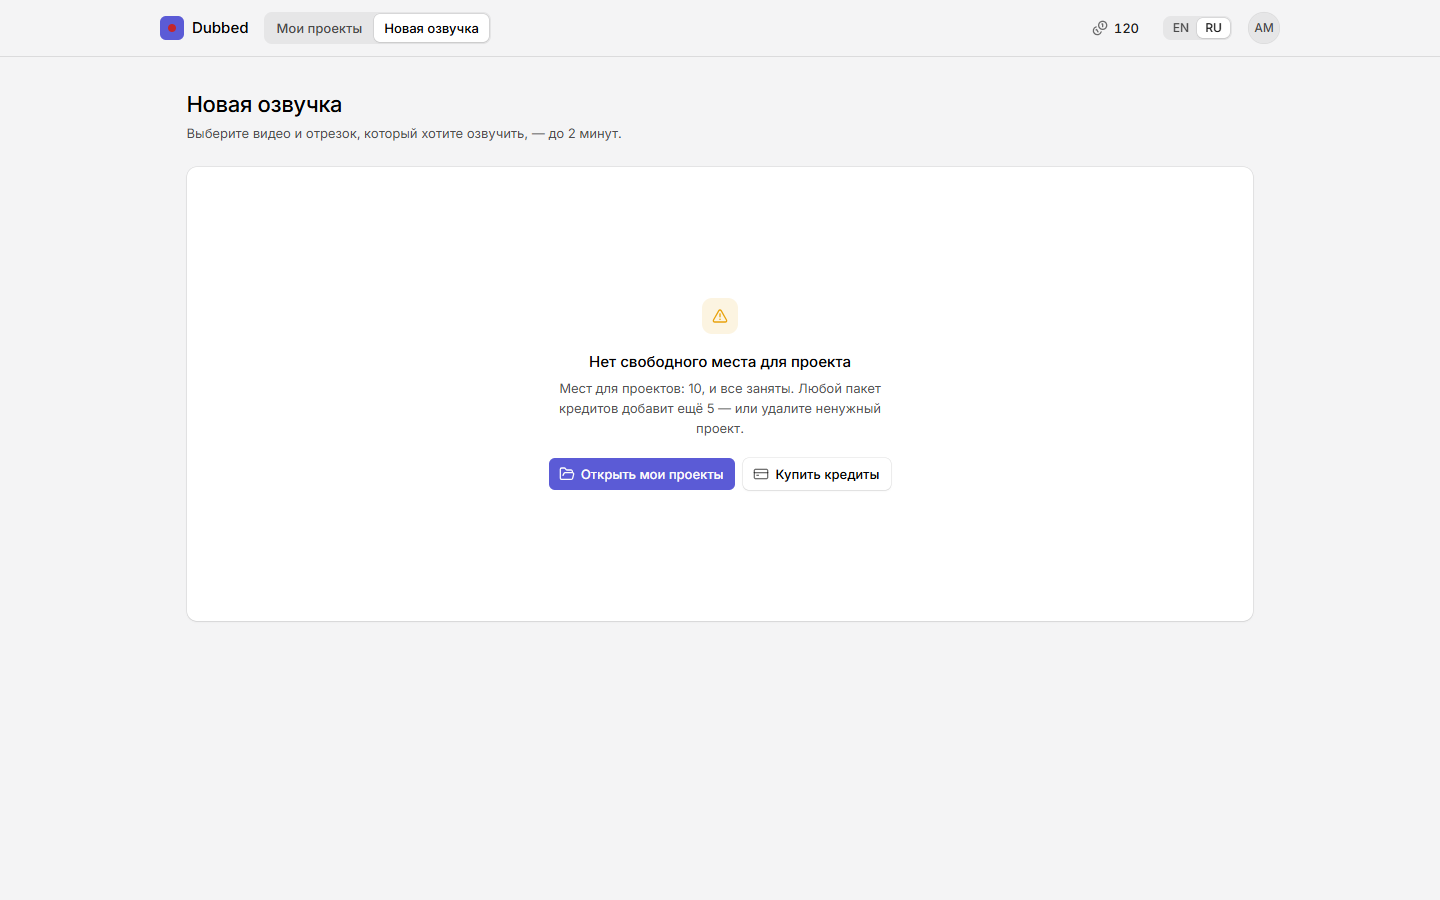 Dubbed
Мои проекты
Новая озвучка
120
EN
RU
AM
Новая озвучка
Выберите видео и отрезок, который хотите озвучить, — до 2 минут.
Нет свободного места для проекта
Мест для проектов: 10, и все заняты. Любой пакет
кредитов добавит ещё 5 — или удалите ненужный
проект.
Открыть мои проекты
Купить кредиты